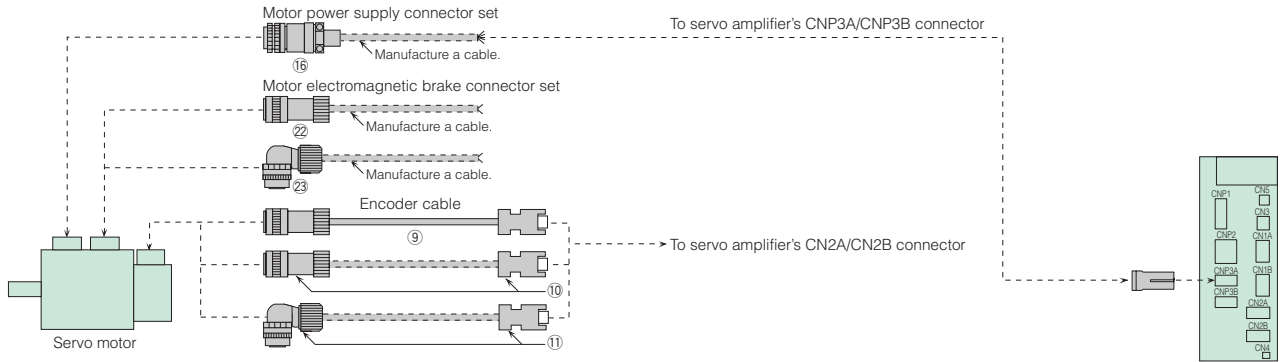 Motor power supply connector set
To servo amplifier's CNP3A/CNP3B connector
Manufacture a cable.
⑯
Motor electromagnetic brake connector set
Manufacture a cable.
㉒
Manufacture a cable.
㉓
Encoder cable
⑨
To servo amplifier's CN2A/CN2B connector
⑩
⑪
Servo motor
CNP1
CN5
CN3
CNP2
CN1A
CNP3A
CN1B
CNP3B
CN2A
CN2B
CN4